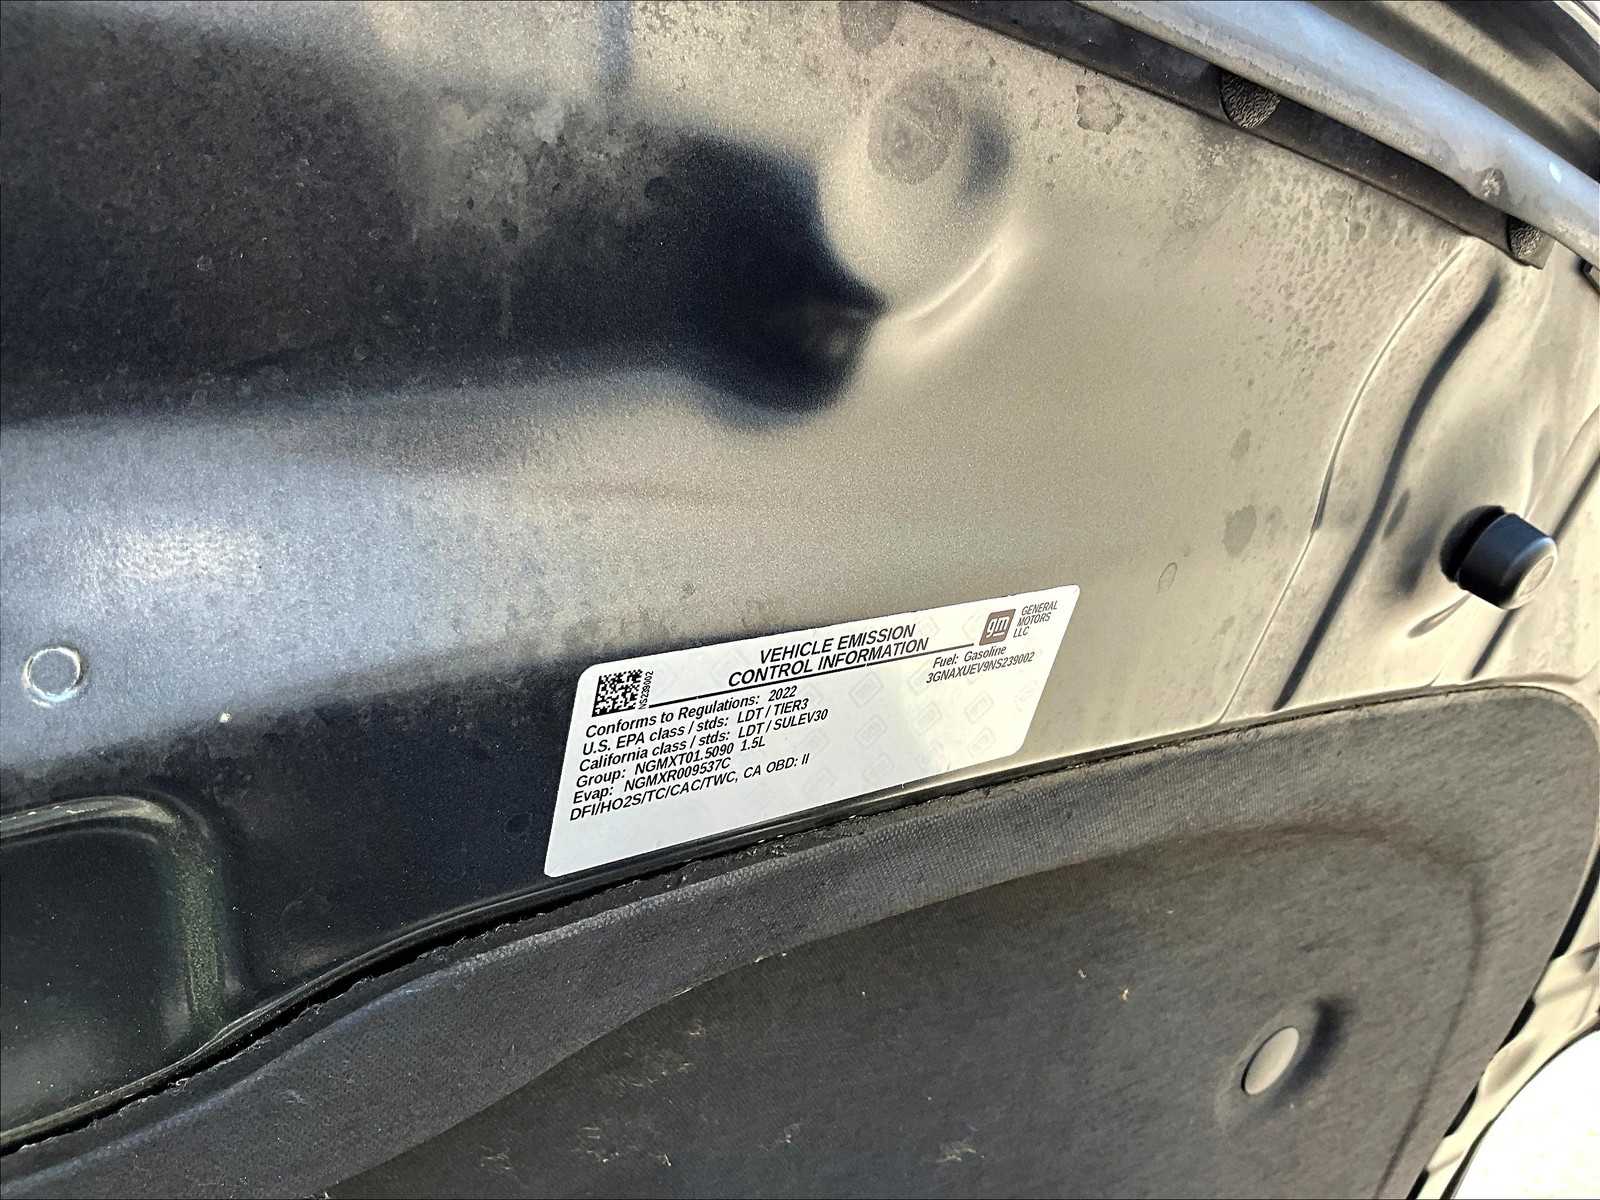 VEHICLE EMISSION
CONTROL INFORMATION
gm
GENERAL
MOTORS
LLC
NS239002
Fuel: Gasoline
3GNAXUEV9NS239002
Conforms to Regulations: 2022
U.S. EPA class / stds: LDT / TIER3
California class / stds: LDT / SULEV30
Group: NGMXT01.5090 1.5L
Evap: NGMXR009537C
DFI/HO2S/TC/CAC/TWC, CA OBD: II